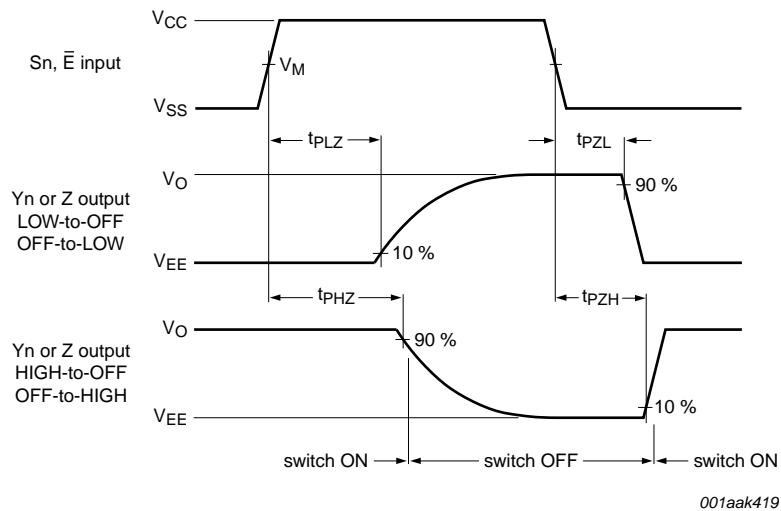 VCC
Sn, E̅ input
VM
VSS
tPLZ
tPZL
VO
90 %
Yn or Z output
LOW-to-OFF
OFF-to-LOW
10 %
VEE
tPHZ
tPZH
VO
90 %
Yn or Z output
HIGH-to-OFF
OFF-to-HIGH
10 %
VEE
switch ON
switch OFF
switch ON
001aak419